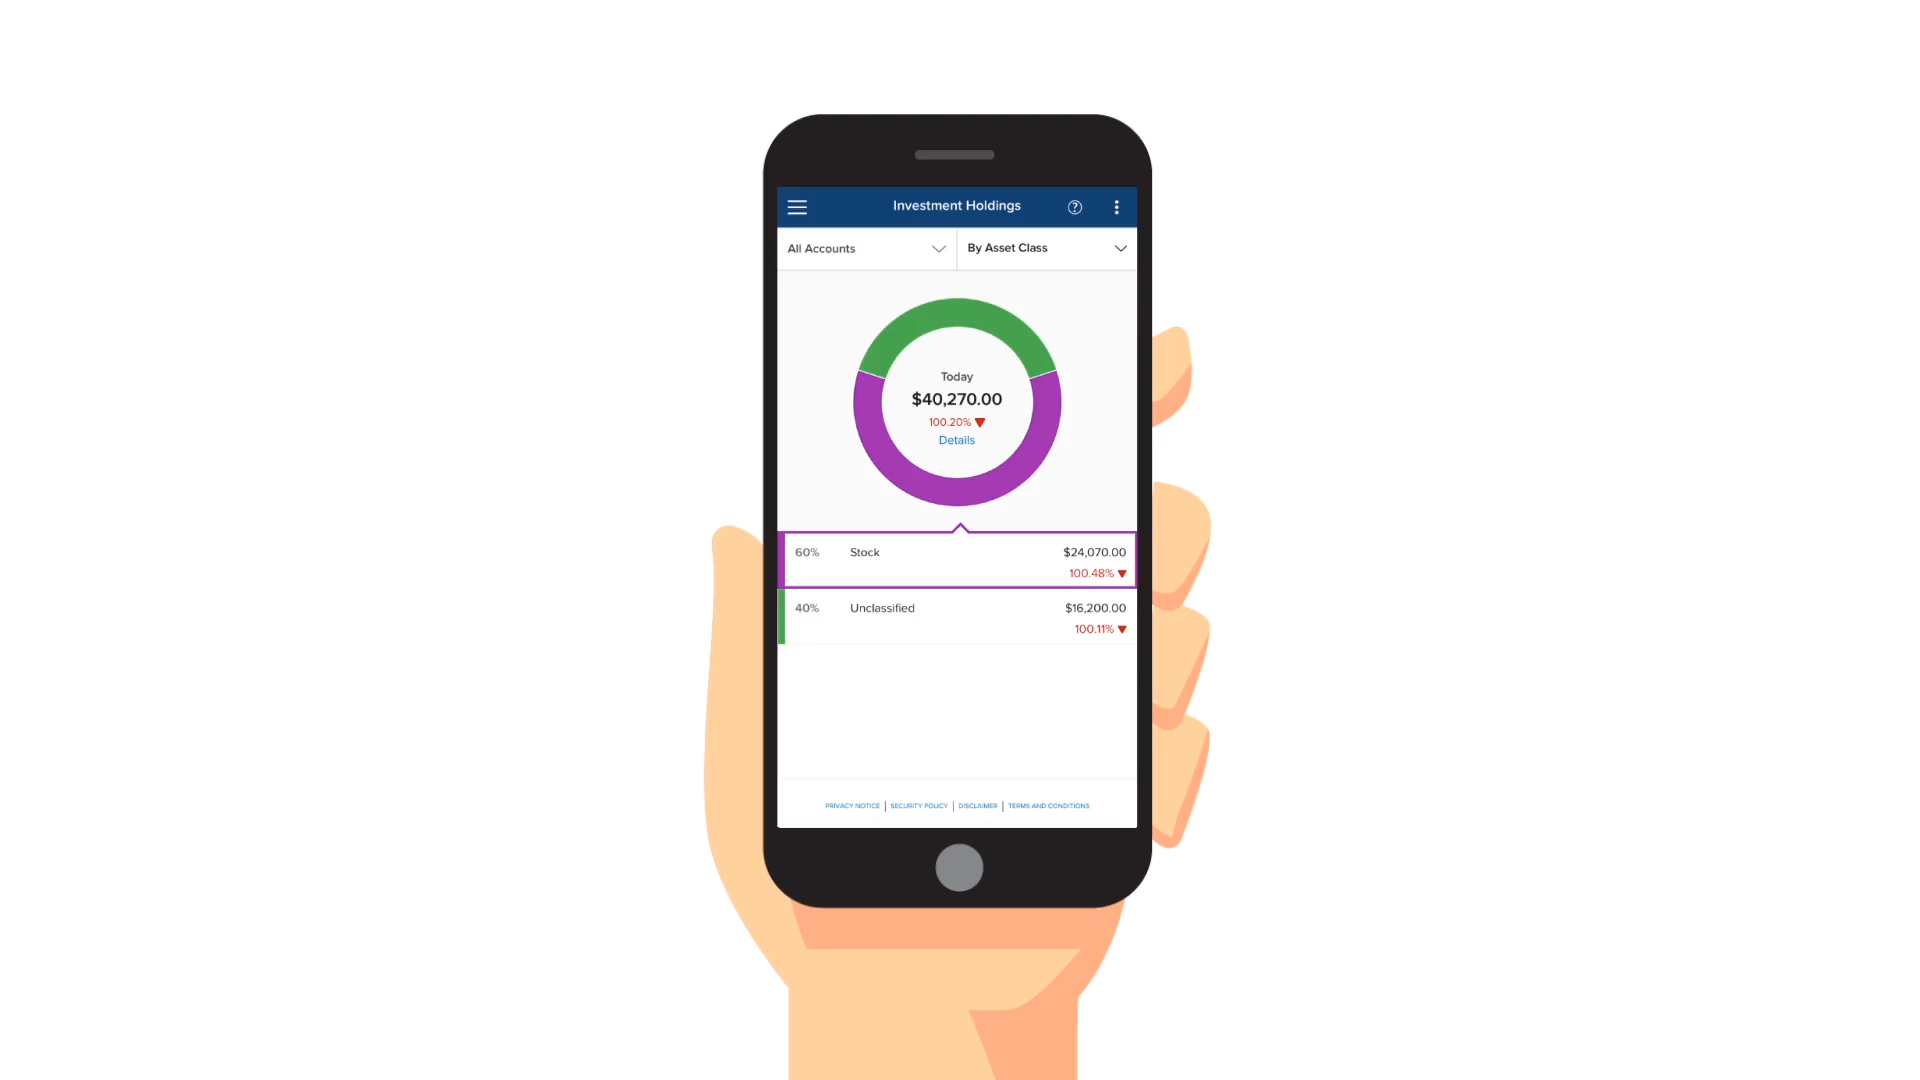 Investment Holdings
All Accounts
By Asset Class
Today
$40,270.00
100.20%
Details
60% Stock $24,070.00
100.48%
40% Unclassified $16,200.00
100.11%
PRIVACY NOTICE | SECURITY POLICY | DISCLAIMER | TERMS AND CONDITIONS